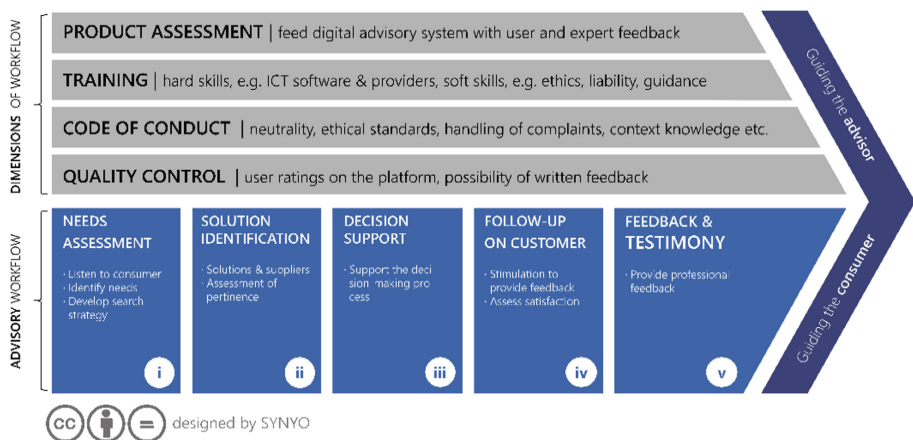 DIMENSIONS OF WORKFLOW
PRODUCT ASSESSMENT | feed digital advisory system with user and expert feedback
TRAINING | hard skills, e.g. ICT software & providers, soft skills, e.g. ethics, liability, guidance
CODE OF CONDUCT | neutrality, ethical standards, handling of complaints, context knowledge etc.
QUALITY CONTROL | user ratings on the platform, possibility of written feedback
Guiding the advisor
ADVISORY WORKFLOW
NEEDS
ASSESSMENT
· Listen to consumer
· Identify needs
· Develop search
strategy
i
SOLUTION
IDENTIFICATION
· Solutions & suppliers
· Assessment of
pertinence
ii
DECISION
SUPPORT
· Support the deci
sion making pro
cess
iii
FOLLOW-UP
ON CUSTOMER
· Stimulation to
provide feedback
· Assess satisfaction
iv
FEEDBACK &
TESTIMONY
· Provide professional
feedback
v
Guiding the consumer
cc
=
designed by SYNYO